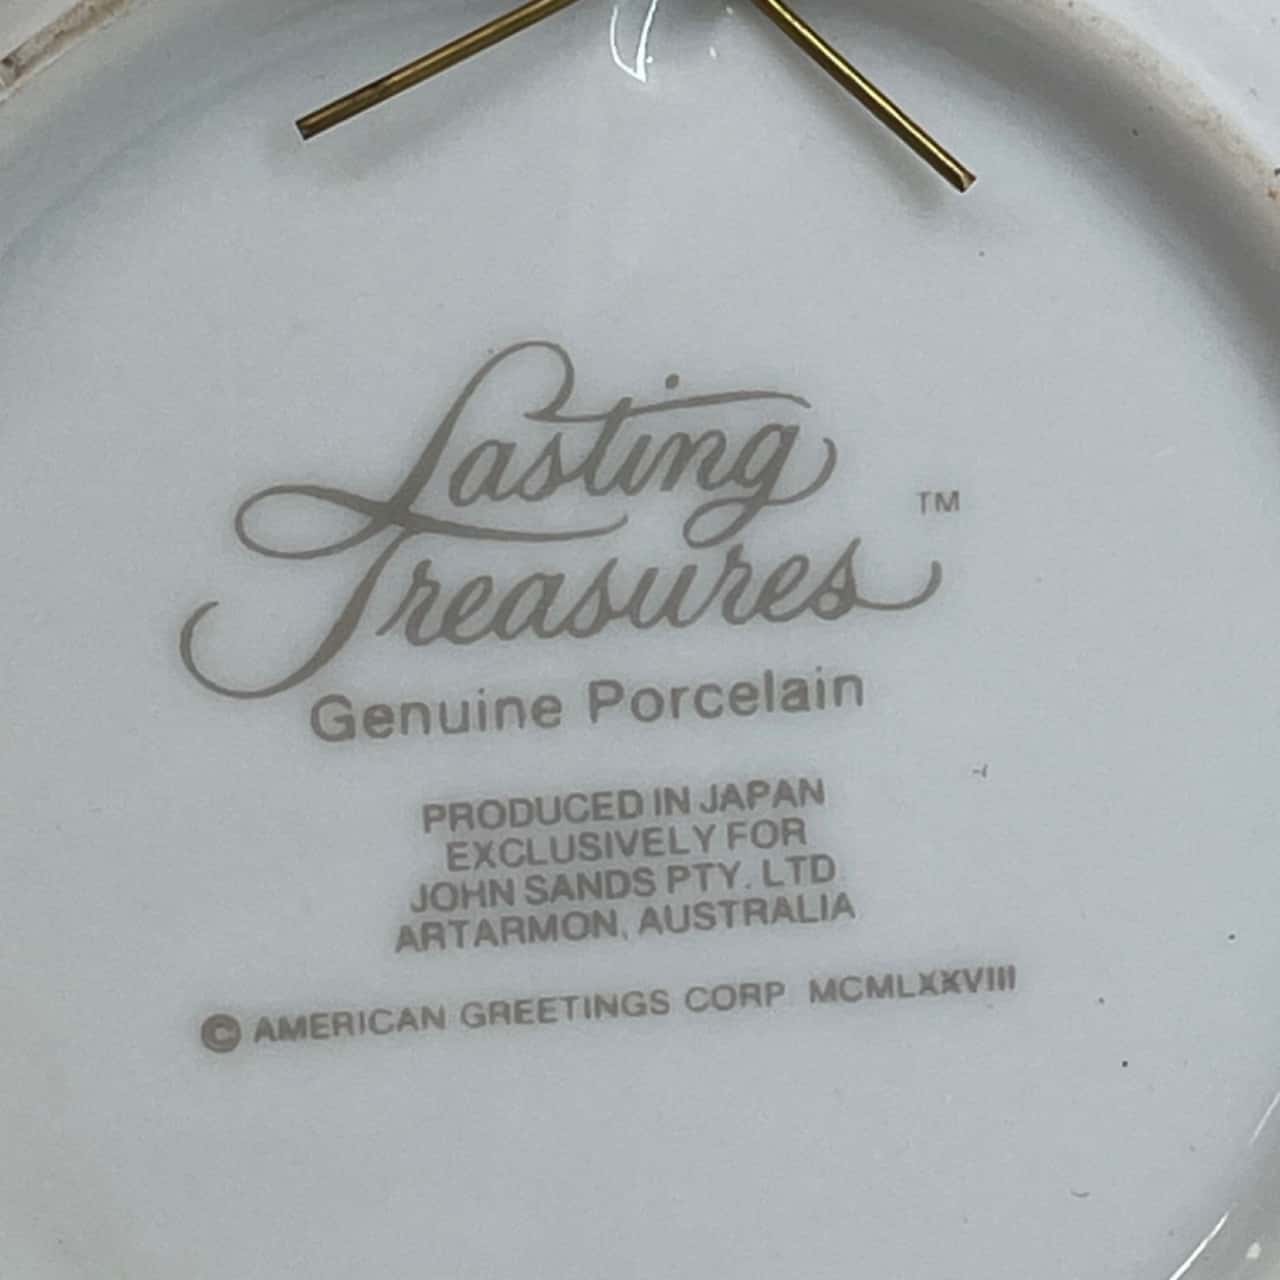 Lasting
Treasures ™
Genuine Porcelain
PRODUCED IN JAPAN
EXCLUSIVELY FOR
JOHN SANDS PTY. LTD
ARTARMON, AUSTRALIA
© AMERICAN GREETINGS CORP MCMLXXVIII